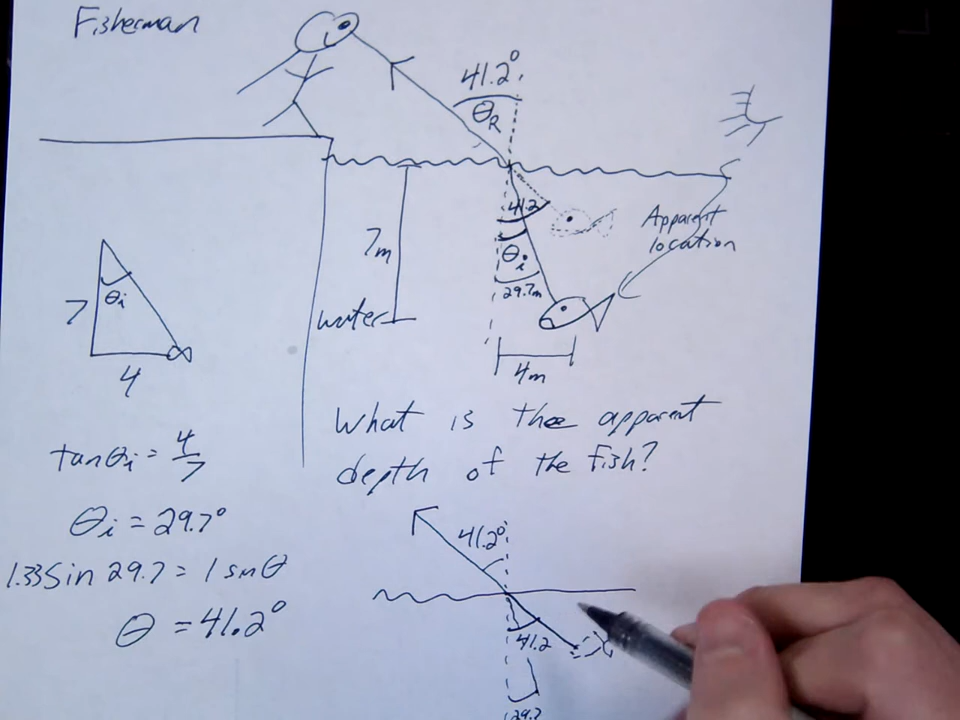 Fisherman
41.2°
θR
41.2
θi
29.7m
7m
water
4m
Apparent
location
7
θi
4
tanθi = 4/7
θi = 29.7°
1.33sin 29.7 = 1 sinθ
θ = 41.2°
What is the apparent
depth of the fish?
41.2°
41.2
29.7